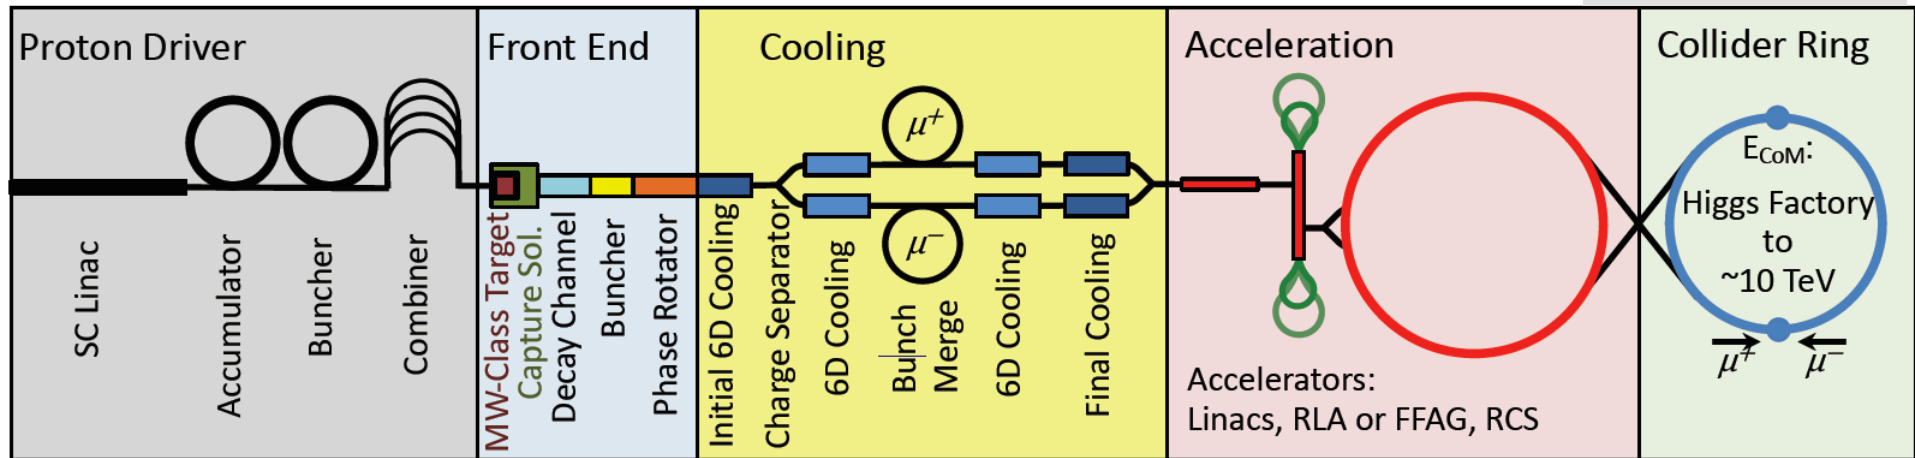 Proton Driver
SC Linac
Accumulator
Buncher
Combiner
Front End
MW-Class Target
Capture Sol.
Decay Channel
Buncher
Phase Rotator
Cooling
Initial 6D Cooling
Charge Separator
6D Cooling
μ+
μ−
Bunch
Merge
6D Cooling
Final Cooling
Acceleration
Accelerators:
Linacs, RLA or FFAG, RCS
Collider Ring
ECoM:
Higgs Factory
to
~10 TeV
μ+ μ−